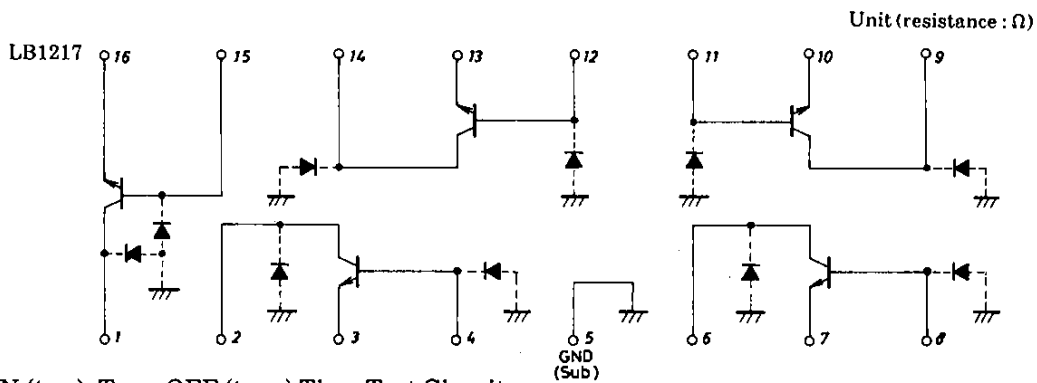 Unit (resistance : Ω)
LB1217
16 15 14 13 12 11 10 9
1 2 3 4 5 6 7 8
GND
(Sub)